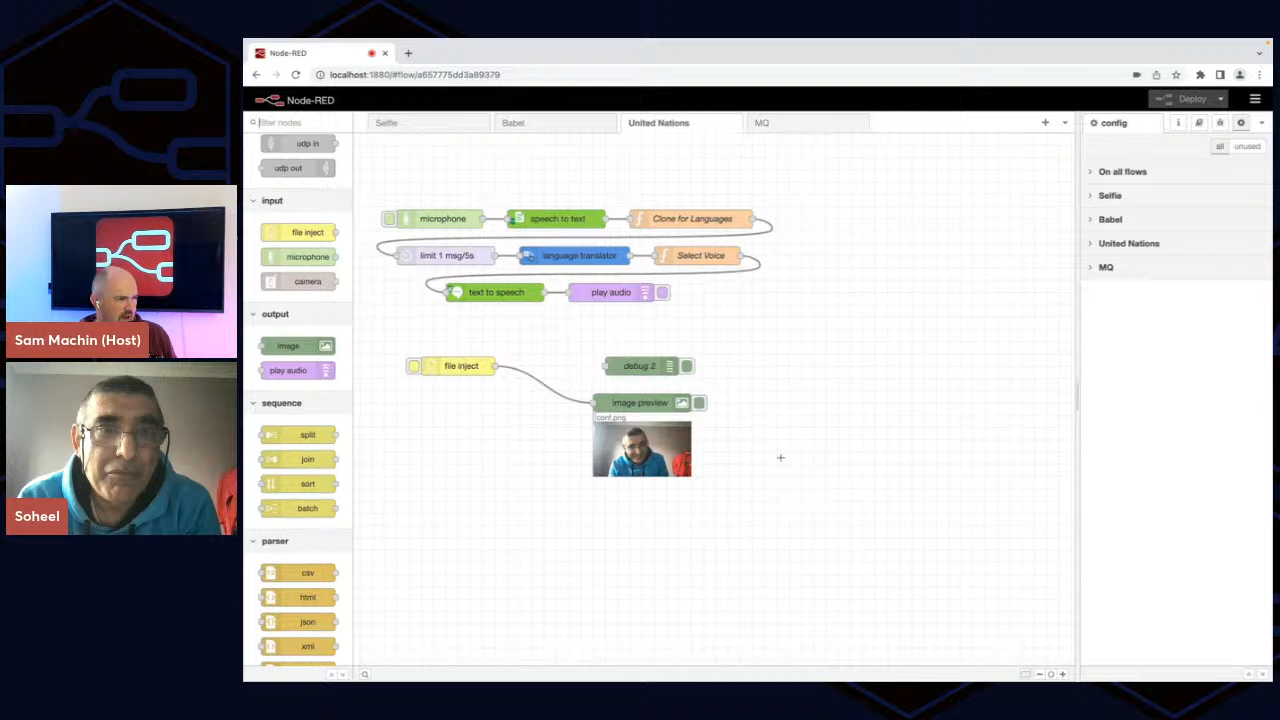 Node-RED
localhost:1880/#flow/a657775dd3a89379
Node-RED
Deploy
filter nodes
Selfie
Babel
United Nations
MQ
config
all
unused
udp in
udp out
input
file inject
microphone
camera
output
image
play audio
sequence
split
join
sort
batch
parser
csv
html
json
xml
microphone
speech to text
Clone for Languages
limit 1 msg/5s
language translator
Select Voice
text to speech
play audio
file inject
debug 2
image preview
conf.png
On all flows
Selfie
Babel
United Nations
MQ
Sam Machin (Host)
Soheel